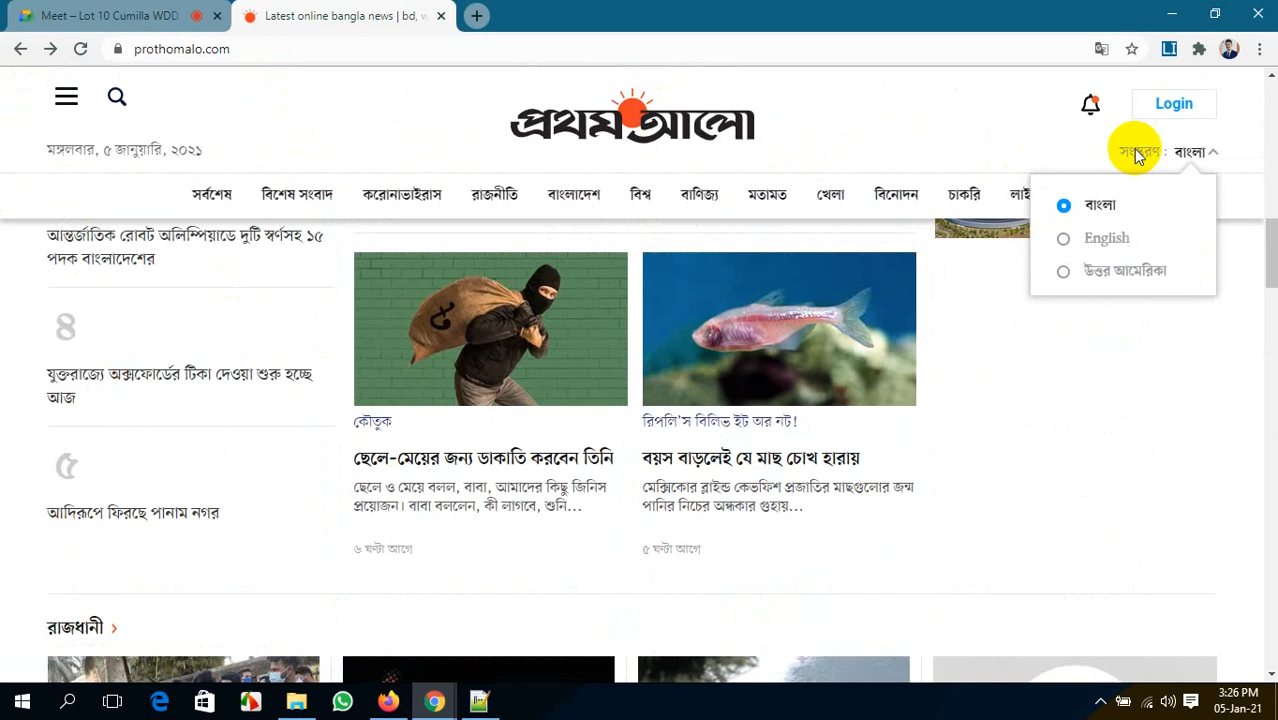 Meet – Lot 10 Cumilla WDD
Latest online bangla news | bd, w
prothomalo.com
প্রথম আলো
Login
মঙ্গলবার, ৫ জানুয়ারি, ২০২১
সংস্করণ : বাংলা
সর্বশেষ বিশেষ সংবাদ করোনাভাইরাস রাজনীতি বাংলাদেশ বিশ্ব বাণিজ্য মতামত খেলা বিনোদন চাকরি লাই
বাংলা
English
উত্তর আমেরিকা
আন্তর্জাতিক রোবট অলিম্পিয়াডে দুটি স্বর্ণসহ ১৫
পদক বাংলাদেশের
৪
যুক্তরাজ্যে অক্সফোর্ডের টিকা দেওয়া শুরু হচ্ছে
আজ
৫
আদিরূপে ফিরছে পানাম নগর
৳
কৌতুক
ছেলে-মেয়ের জন্য ডাকাতি করবেন তিনি
ছেলে ও মেয়ে বলল, বাবা, আমাদের কিছু জিনিস
প্রয়োজন। বাবা বললেন, কী লাগবে, শুনি...
৬ ঘণ্টা আগে
রিপলি'স বিলিভ ইট অর নট!
বয়স বাড়লেই যে মাছ চোখ হারায়
মেক্সিকোর ব্লাইন্ড কেভফিশ প্রজাতির মাছগুলোর জন্ম
পানির নিচের অন্ধকার গুহায়...
৫ ঘণ্টা আগে
রাজধানী
3:26 PM
05-Jan-21